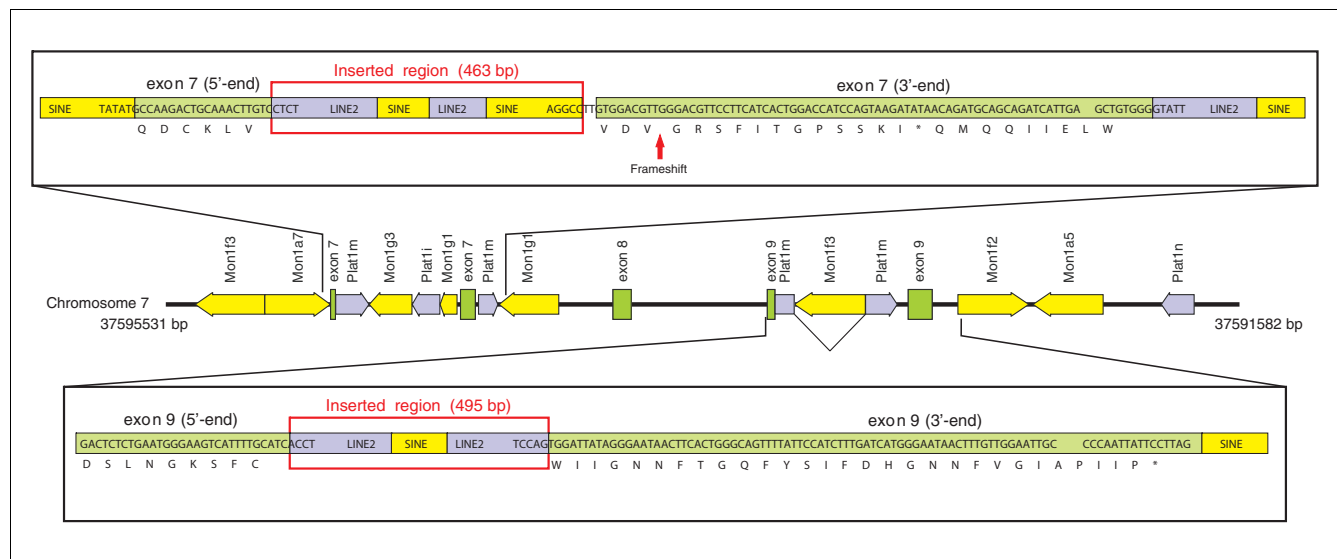 Inserted region (463 bp)
exon 7 (5'-end) exon 7 (3'-end)
SINE TATATGCCAAGACTGCAAACTTGTCCTCT LINE2 SINE LINE2 SINE AGGCCTTGTGGACGTTGGGACGTTCCTTCATCACTGGACCATCCAGTAAGATATAACAGATGCAGCAGATCATTGA GCTGTGGGGTATT LINE2 SINE
Q D C K L V V D V G R S F I T G P S S K I * Q M Q Q I I E L W
Frameshift
Mon1f3 Mon1a7 exon 7 Plat1m Mon1g3 Plat1i Mon1g1 exon 7 Plat1m Mon1g1 exon 8 exon 9 Plat1m Mon1f3 Plat1m exon 9 Mon1f2 Mon1a5 Plat1n
Chromosome 7
37595531 bp 37591582 bp
Inserted region (495 bp)
exon 9 (5'-end) exon 9 (3'-end)
GACTCTCTGAATGGGAAGTCATTTTGCATCACCT LINE2 SINE LINE2 TCCAGTGGATTATAGGGAATAACTTCACTGGGCAGTTTTATTCCATCTTTGATCATGGGAATAACTTTGTTGGAATTGC CCCAATTATTCCTTAG SINE
D S L N G K S F C W I I G N N F T G Q F Y S I F D H G N N F V G I A P I I P *